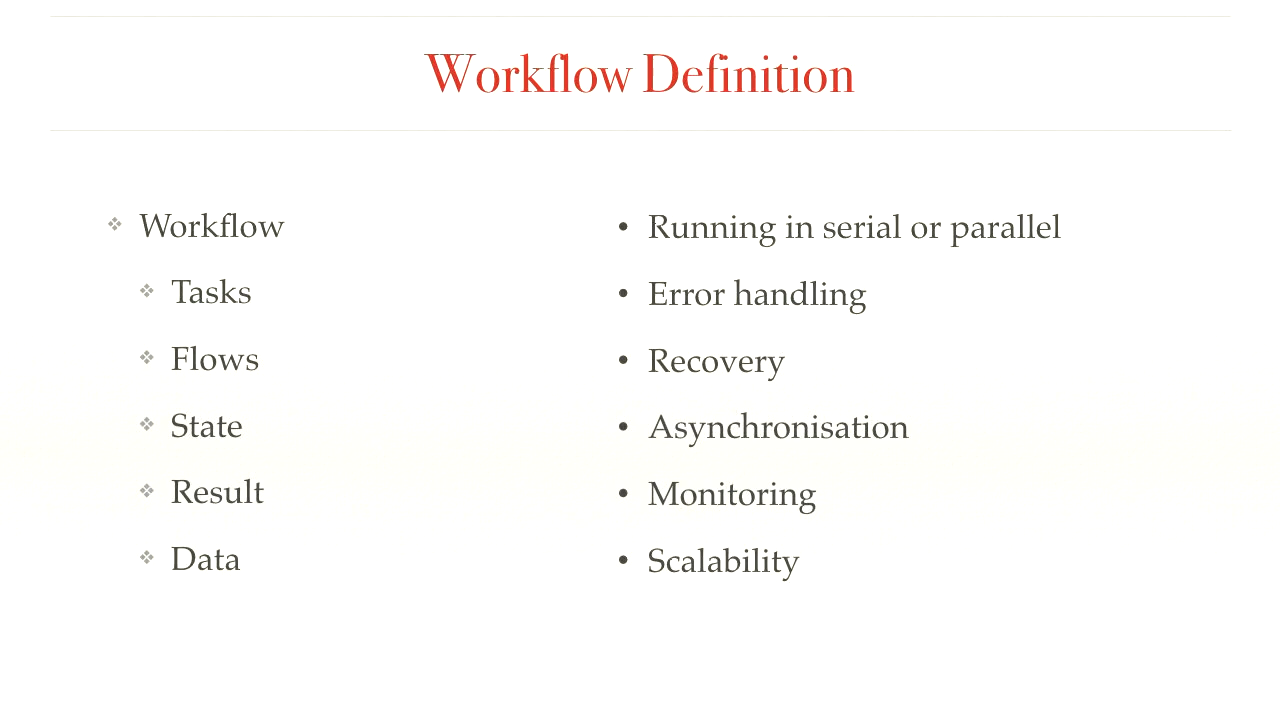 Workflow Definition
Workflow
Tasks
Flows
State
Result
Data
Running in serial or parallel
Error handling
Recovery
Asynchronisation
Monitoring
Scalability